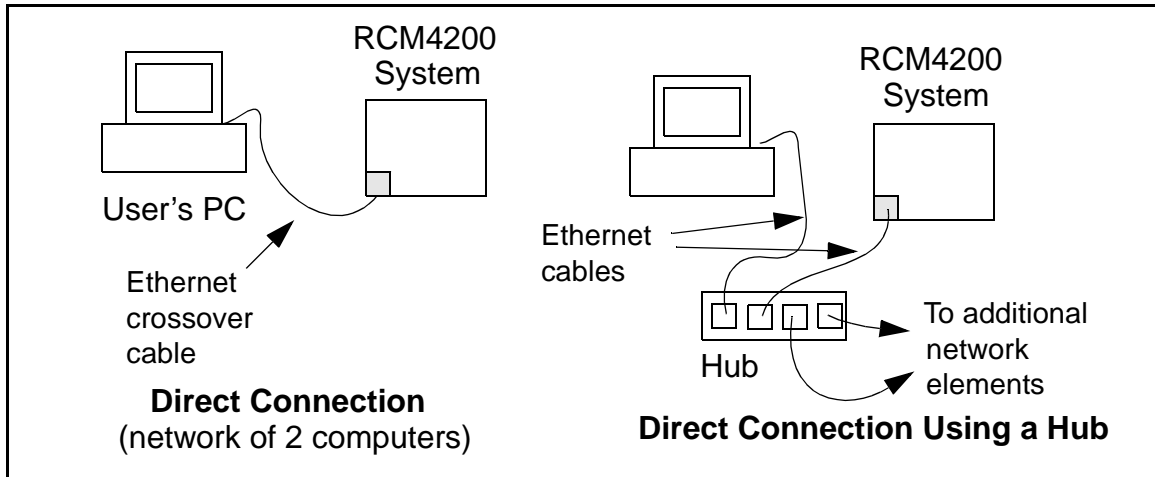 RCM4200
System
User's PC
Ethernet
crossover
cable
Direct Connection
(network of 2 computers)
RCM4200
System
Ethernet
cables
Hub
To additional
network
elements
Direct Connection Using a Hub